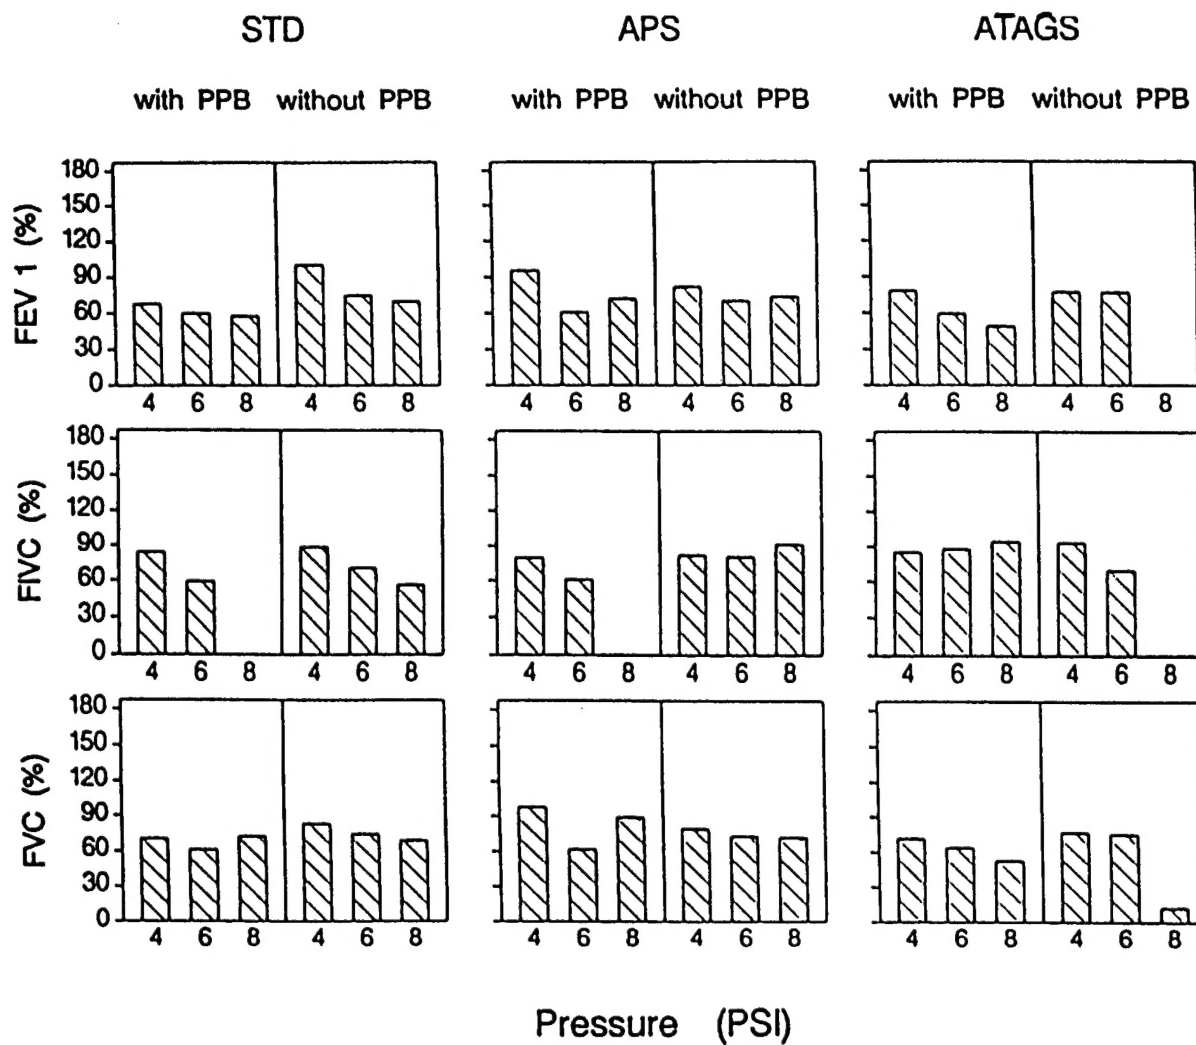 STD APS ATAGS
with PPB without PPB with PPB without PPB with PPB without PPB
FEV 1 (%)
180
150
120
90
60
30
0
4 6 8 4 6 8 4 6 8 4 6 8 4 6 8 4 6 8
FIVC (%)
180
150
120
90
60
30
0
4 6 8 4 6 8 4 6 8 4 6 8 4 6 8 4 6 8
FVC (%)
180
150
120
90
60
30
0
4 6 8 4 6 8 4 6 8 4 6 8 4 6 8 4 6 8
Pressure (PSI)